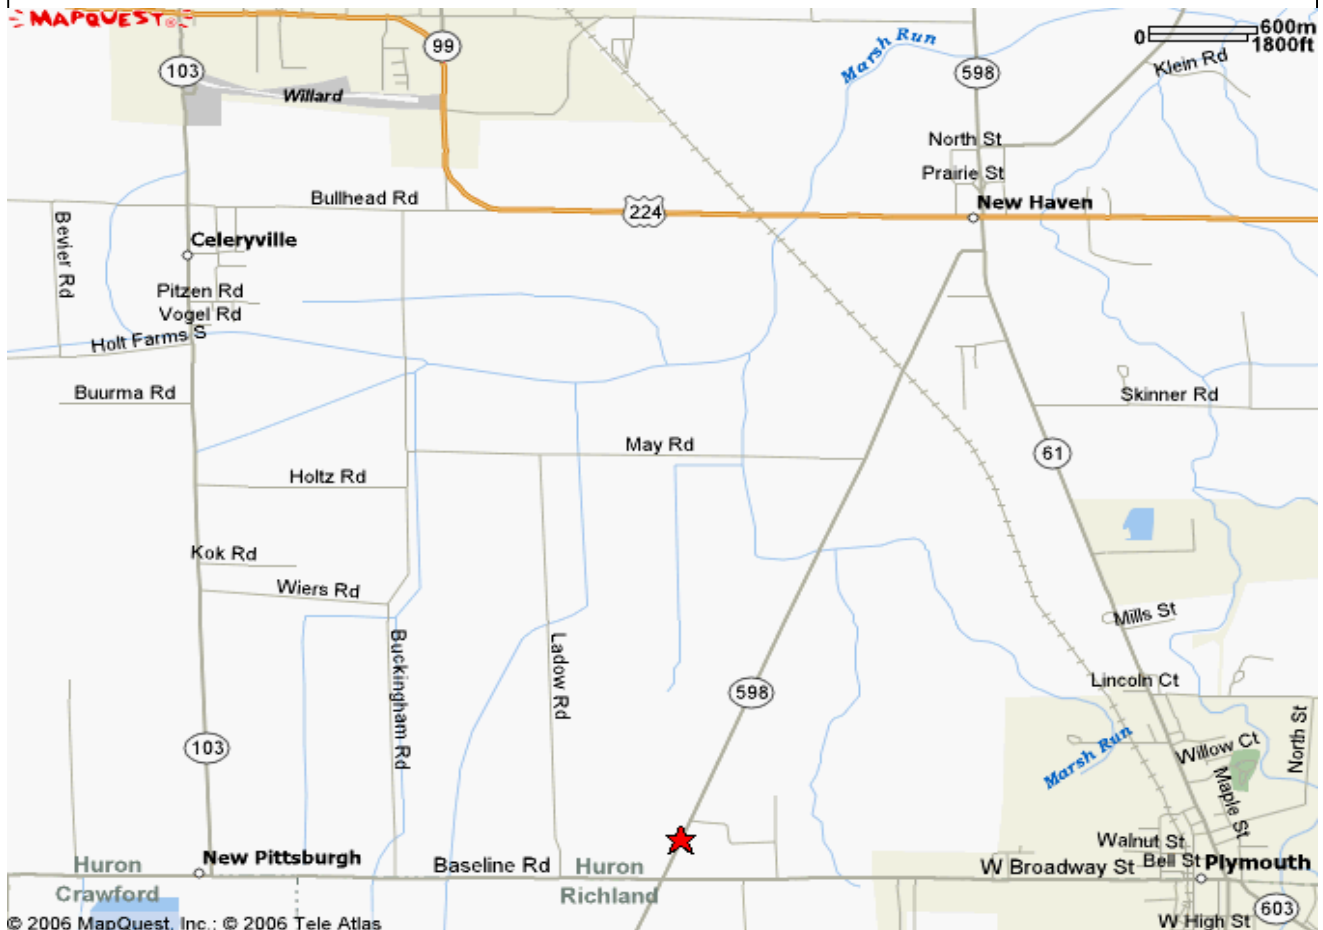 MAPQUEST®
99
103
Willard
Marsh Run
598
0
600m
1800ft
Klein Rd
North St
Prairie St
Bullhead Rd
224
New Haven
Bevier Rd
Celeryville
Pitzen Rd
Vogel Rd
Holt Farms S
Buurma Rd
Skinner Rd
May Rd
61
Holtz Rd
Kok Rd
Wiers Rd
Mills St
Buckingham Rd
Ladow Rd
Lincoln Ct
598
North St
103
Marsh Run
Willow Ct
Maple St
Walnut St
New Pittsburgh
Baseline Rd
W Broadway St
Bell St
Plymouth
Huron
Crawford
Huron
Richland
603
W High St
© 2006 MapQuest, Inc.; © 2006 Tele Atlas